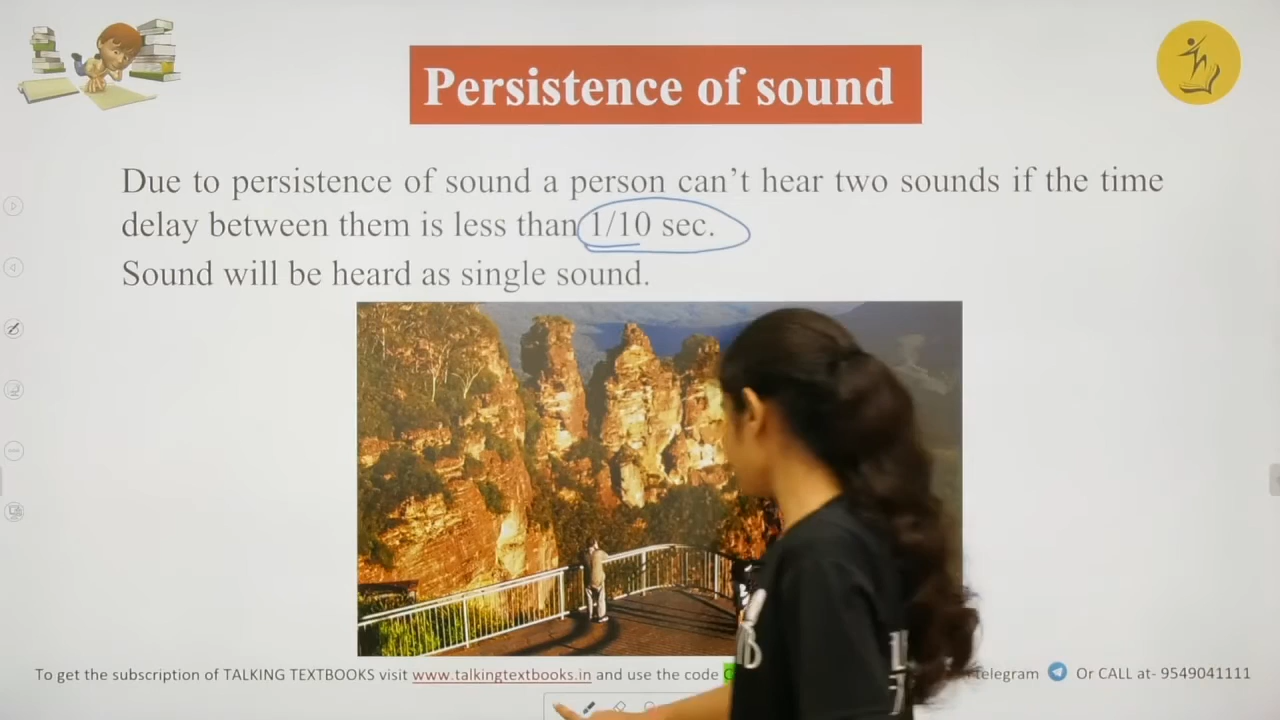 Persistence of sound
Due to persistence of sound a person can't hear two sounds if the time
delay between them is less than 1/10 sec.
Sound will be heard as single sound.
To get the subscription of TALKING TEXTBOOKS visit www.talkingtextbooks.in and use the code telegram Or CALL at- 9549041111